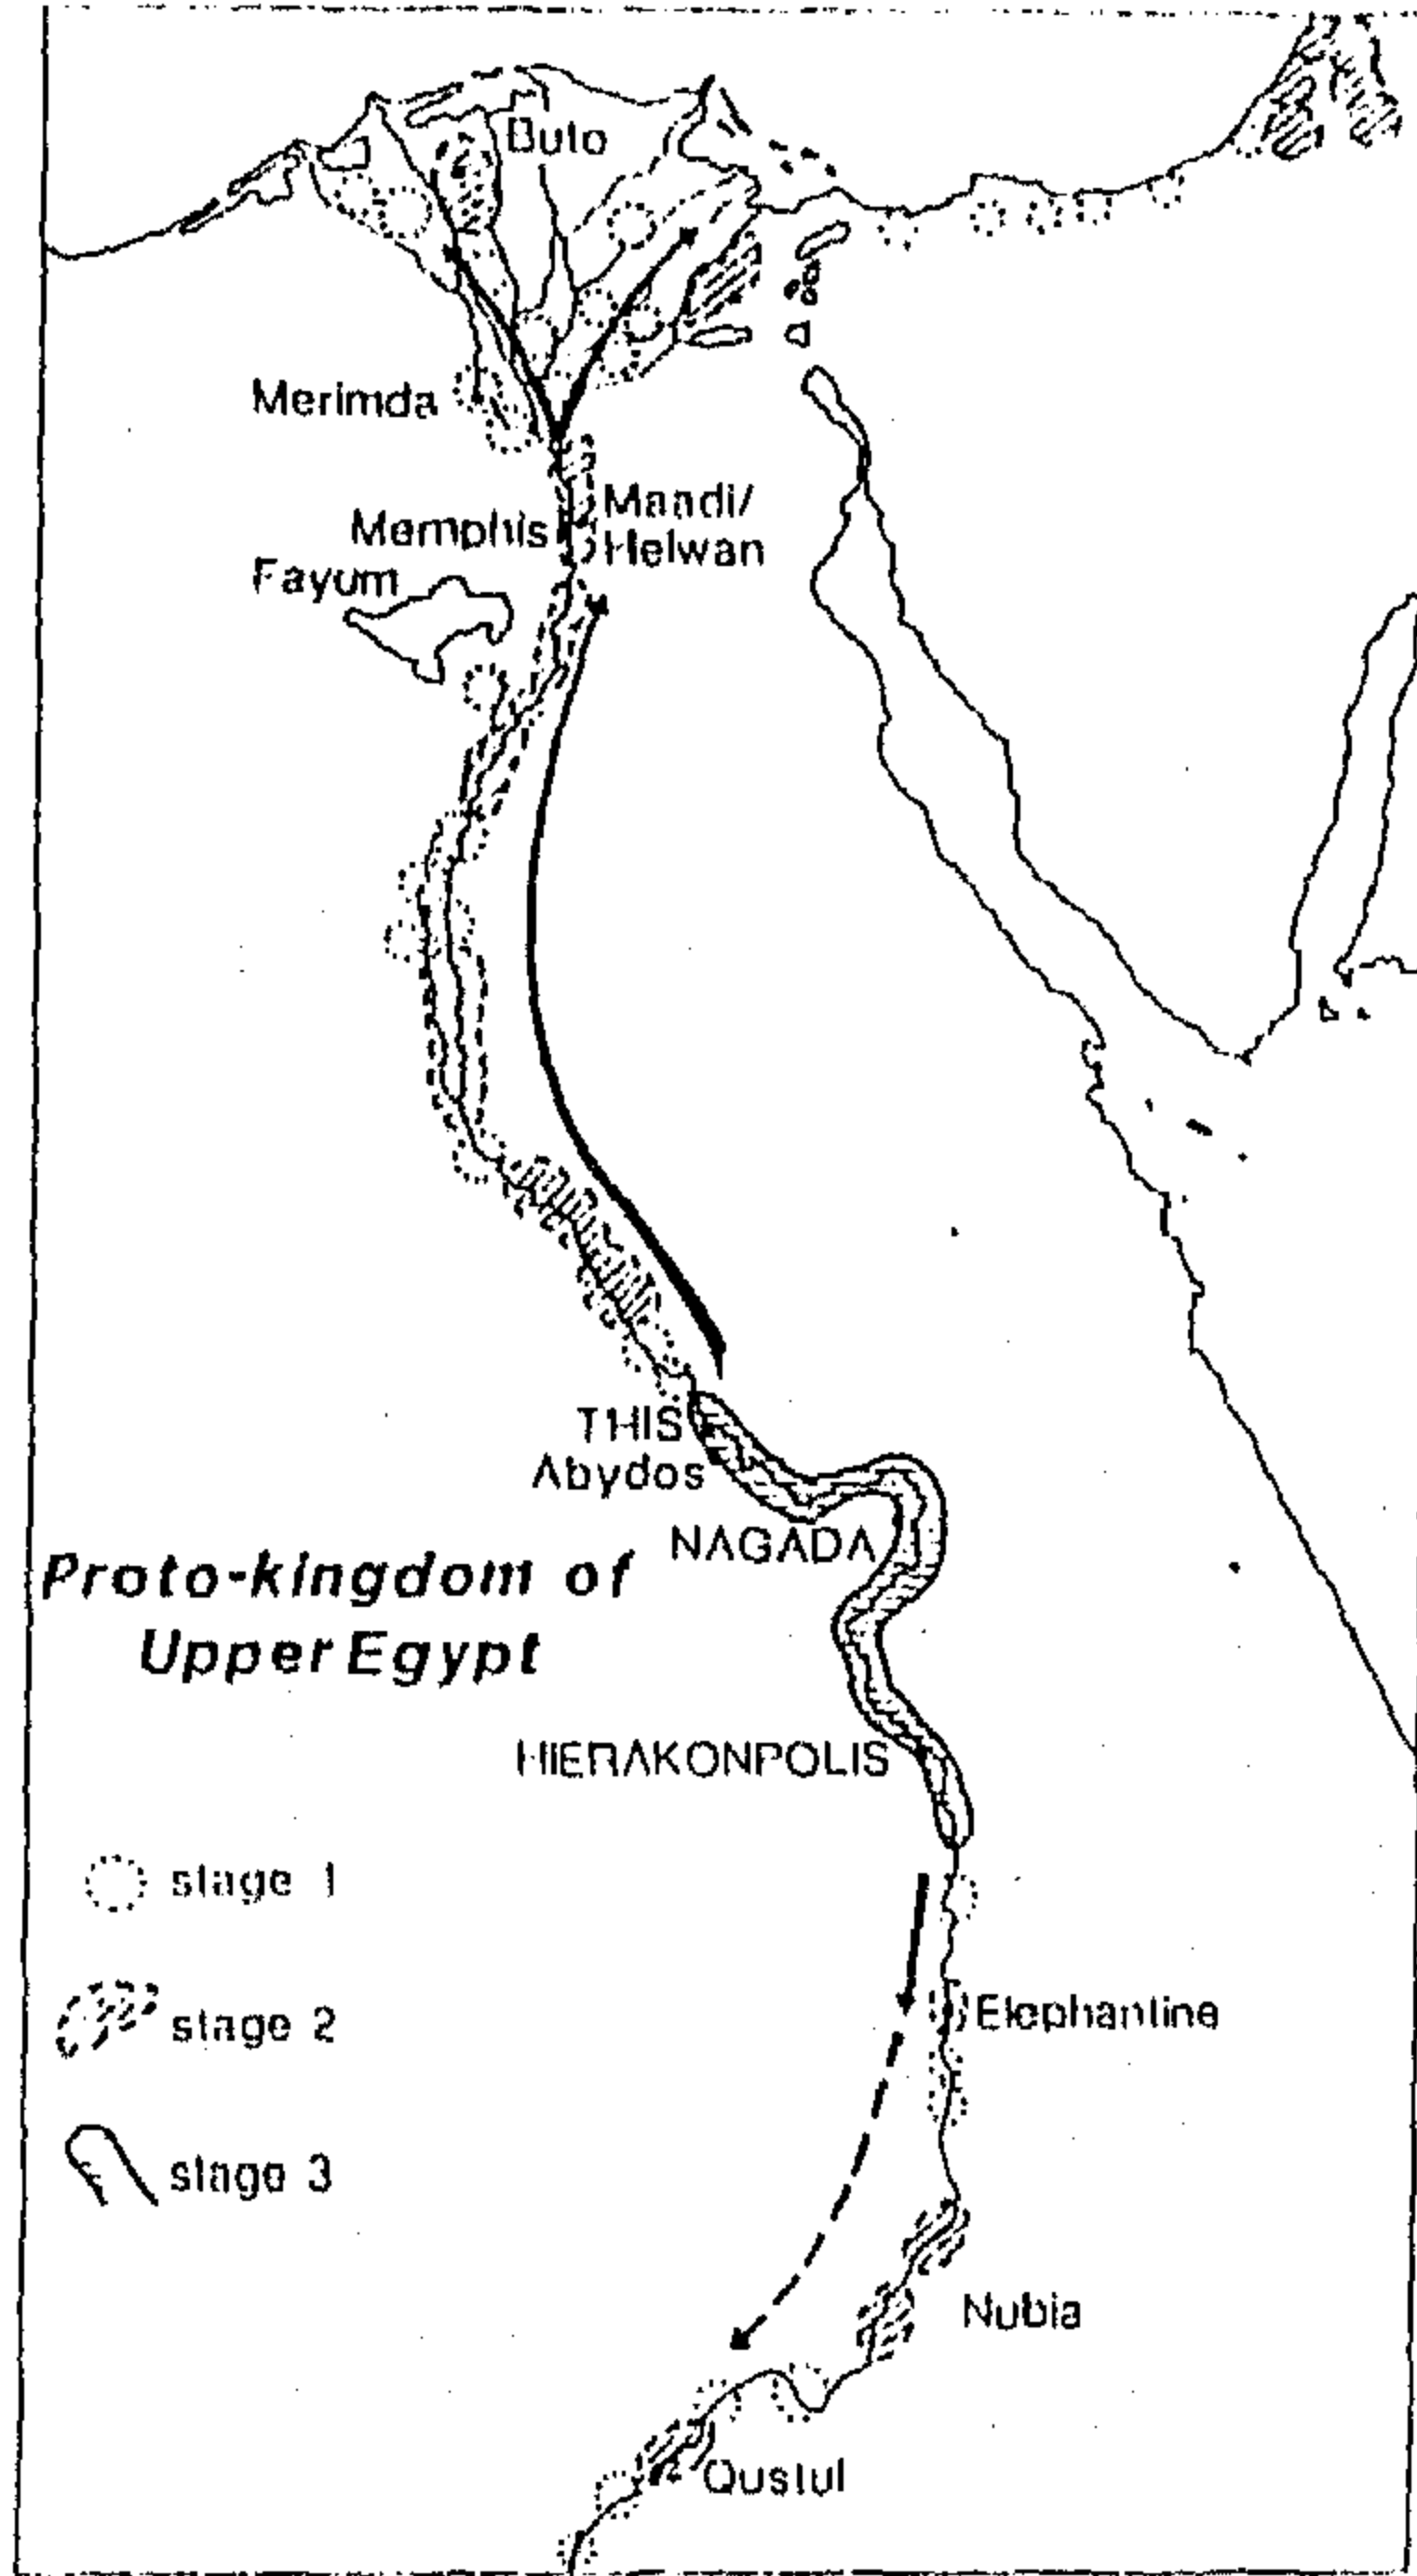 Buto
Merimda
Maadi/
Helwan
Memphis
Fayum
THIS
Abydos
NAGADA
Proto-kingdom of
Upper Egypt
HIERAKONPOLIS
stage 1
stage 2
Elephantine
stage 3
Nubia
Qustul